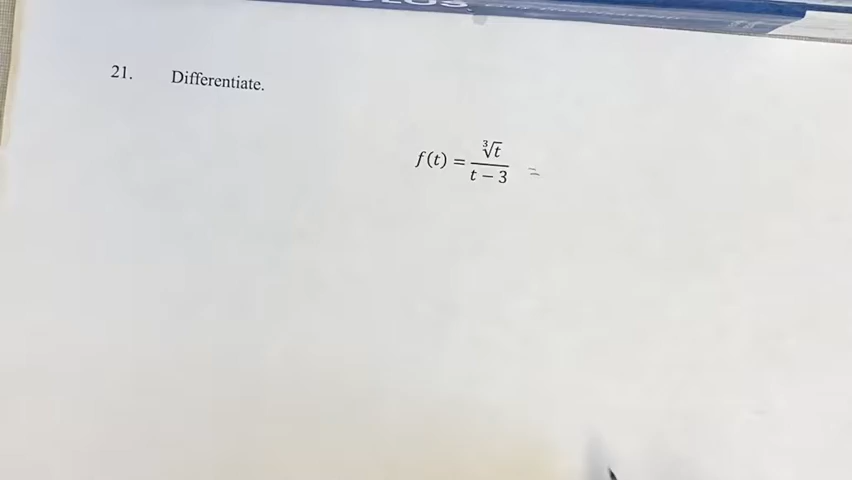 21. Differentiate.
f(t) = ∛t / (t − 3) =